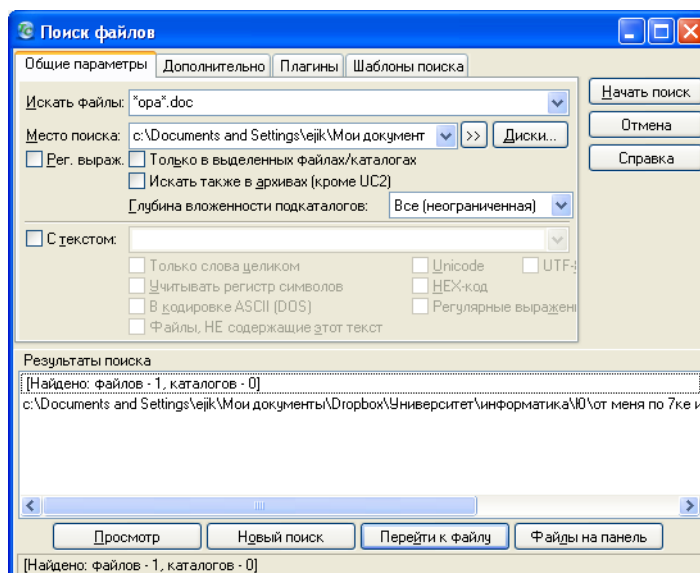 Поиск файлов
Общие параметры Дополнительно Плагины Шаблоны поиска
Искать файлы: *ора*.doc Начать поиск
Место поиска: c:\Documents and Settings\ejik\Мои документ >> Диски... Отмена
Рег. выраж. Только в выделенных файлах/каталогах Справка
Искать также в архивах (кроме UC2)
Глубина вложенности подкаталогов: Все (неограниченная)
С текстом:
Только слова целиком Unicode UTF-
Учитывать регистр символов HEX-код
В кодировке ASCII (DOS) Регулярные выражен
Файлы, НЕ содержащие этот текст
Результаты поиска
[Найдено: файлов - 1, каталогов - 0]
c:\Documents and Settings\ejik\Мои документы\Dropbox\Университет\информатика\Ю\от меня по 7ке и
Просмотр Новый поиск Перейти к файлу Файлы на панель
[Найдено: файлов - 1, каталогов - 0]